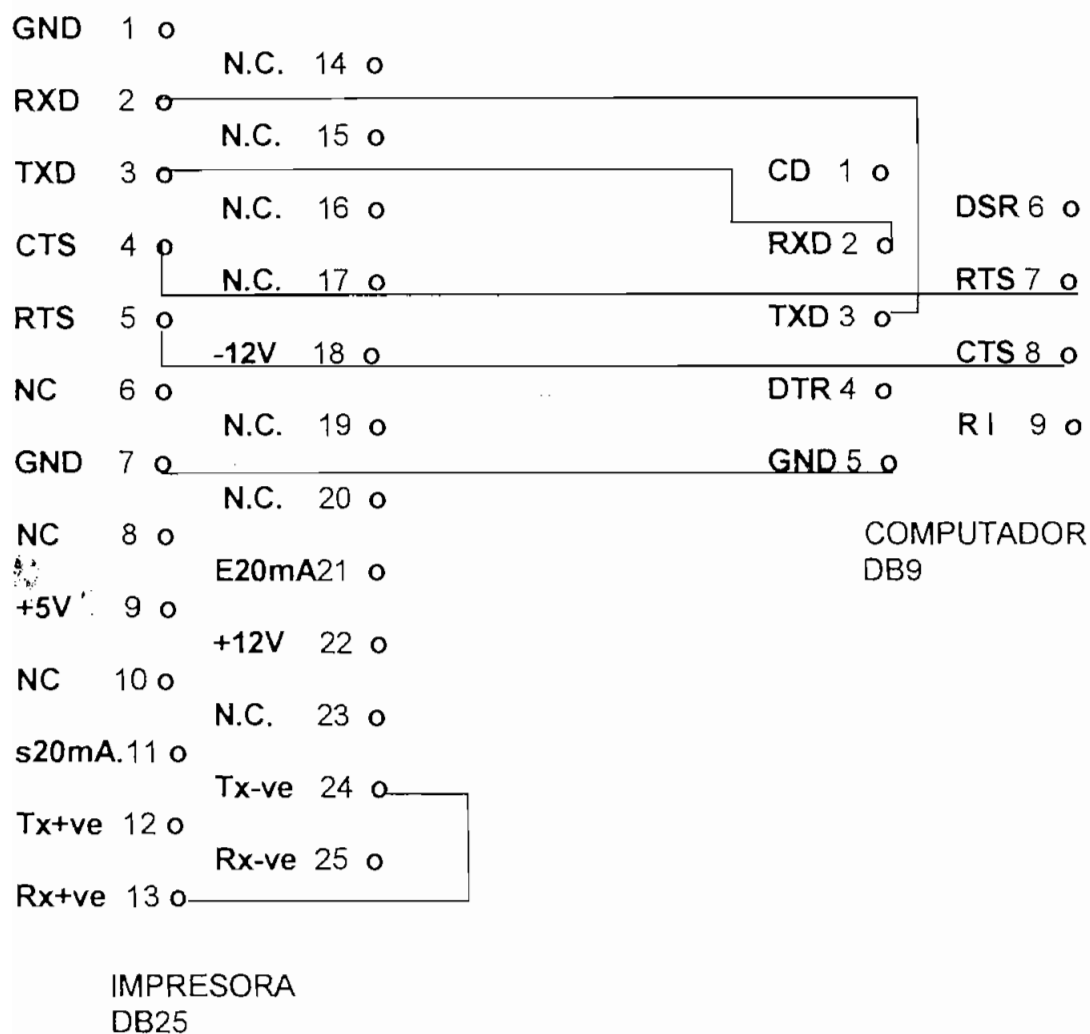 GND 1
N.C. 14
RXD 2
N.C. 15
TXD 3
CD 1
N.C. 16
DSR 6
CTS 4
RXD 2
N.C. 17
RTS 7
RTS 5
TXD 3
-12V 18
CTS 8
NC 6
DTR 4
N.C. 19
RI 9
GND 7
GND 5
N.C. 20
NC 8
COMPUTADOR
E20mA21
DB9
+5V 9
+12V 22
NC 10
N.C. 23
s20mA.11
Tx-ve 24
Tx+ve 12
Rx-ve 25
Rx+ve 13
IMPRESORA
DB25